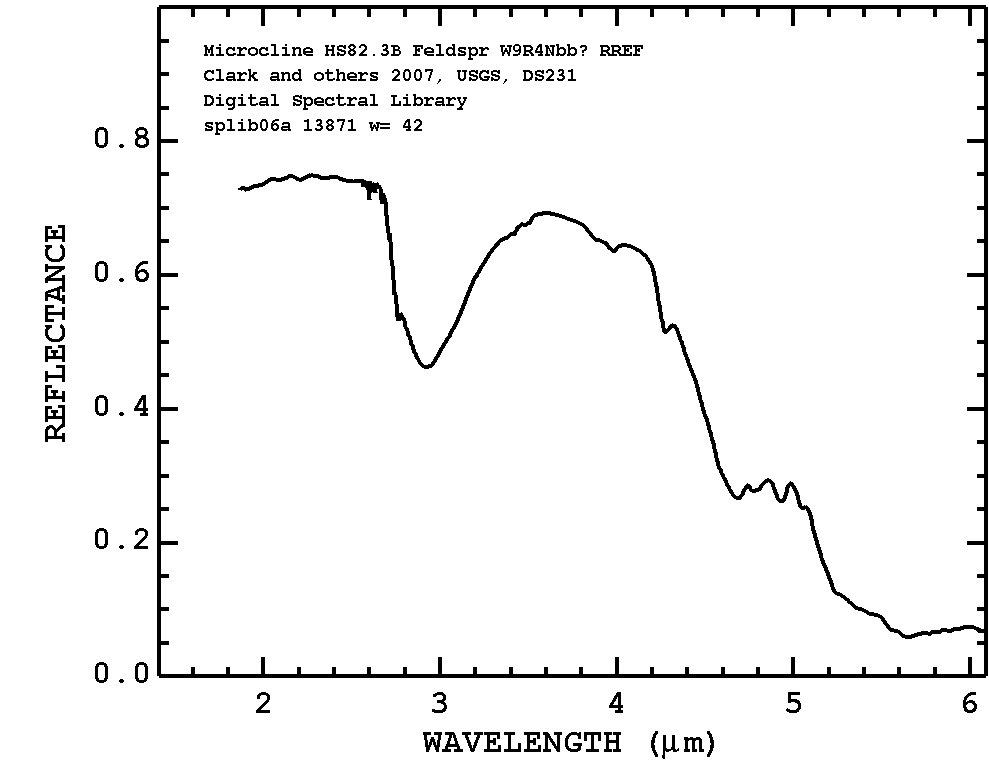 Microcline HS82.3B Feldspr W9R4Nbb? RREF
Clark and others 2007, USGS, DS231
Digital Spectral Library
splib06a 13871 w= 42
0.8
0.6
0.4
0.2
0.0
REFLECTANCE
2 3 4 5 6
WAVELENGTH (μm)